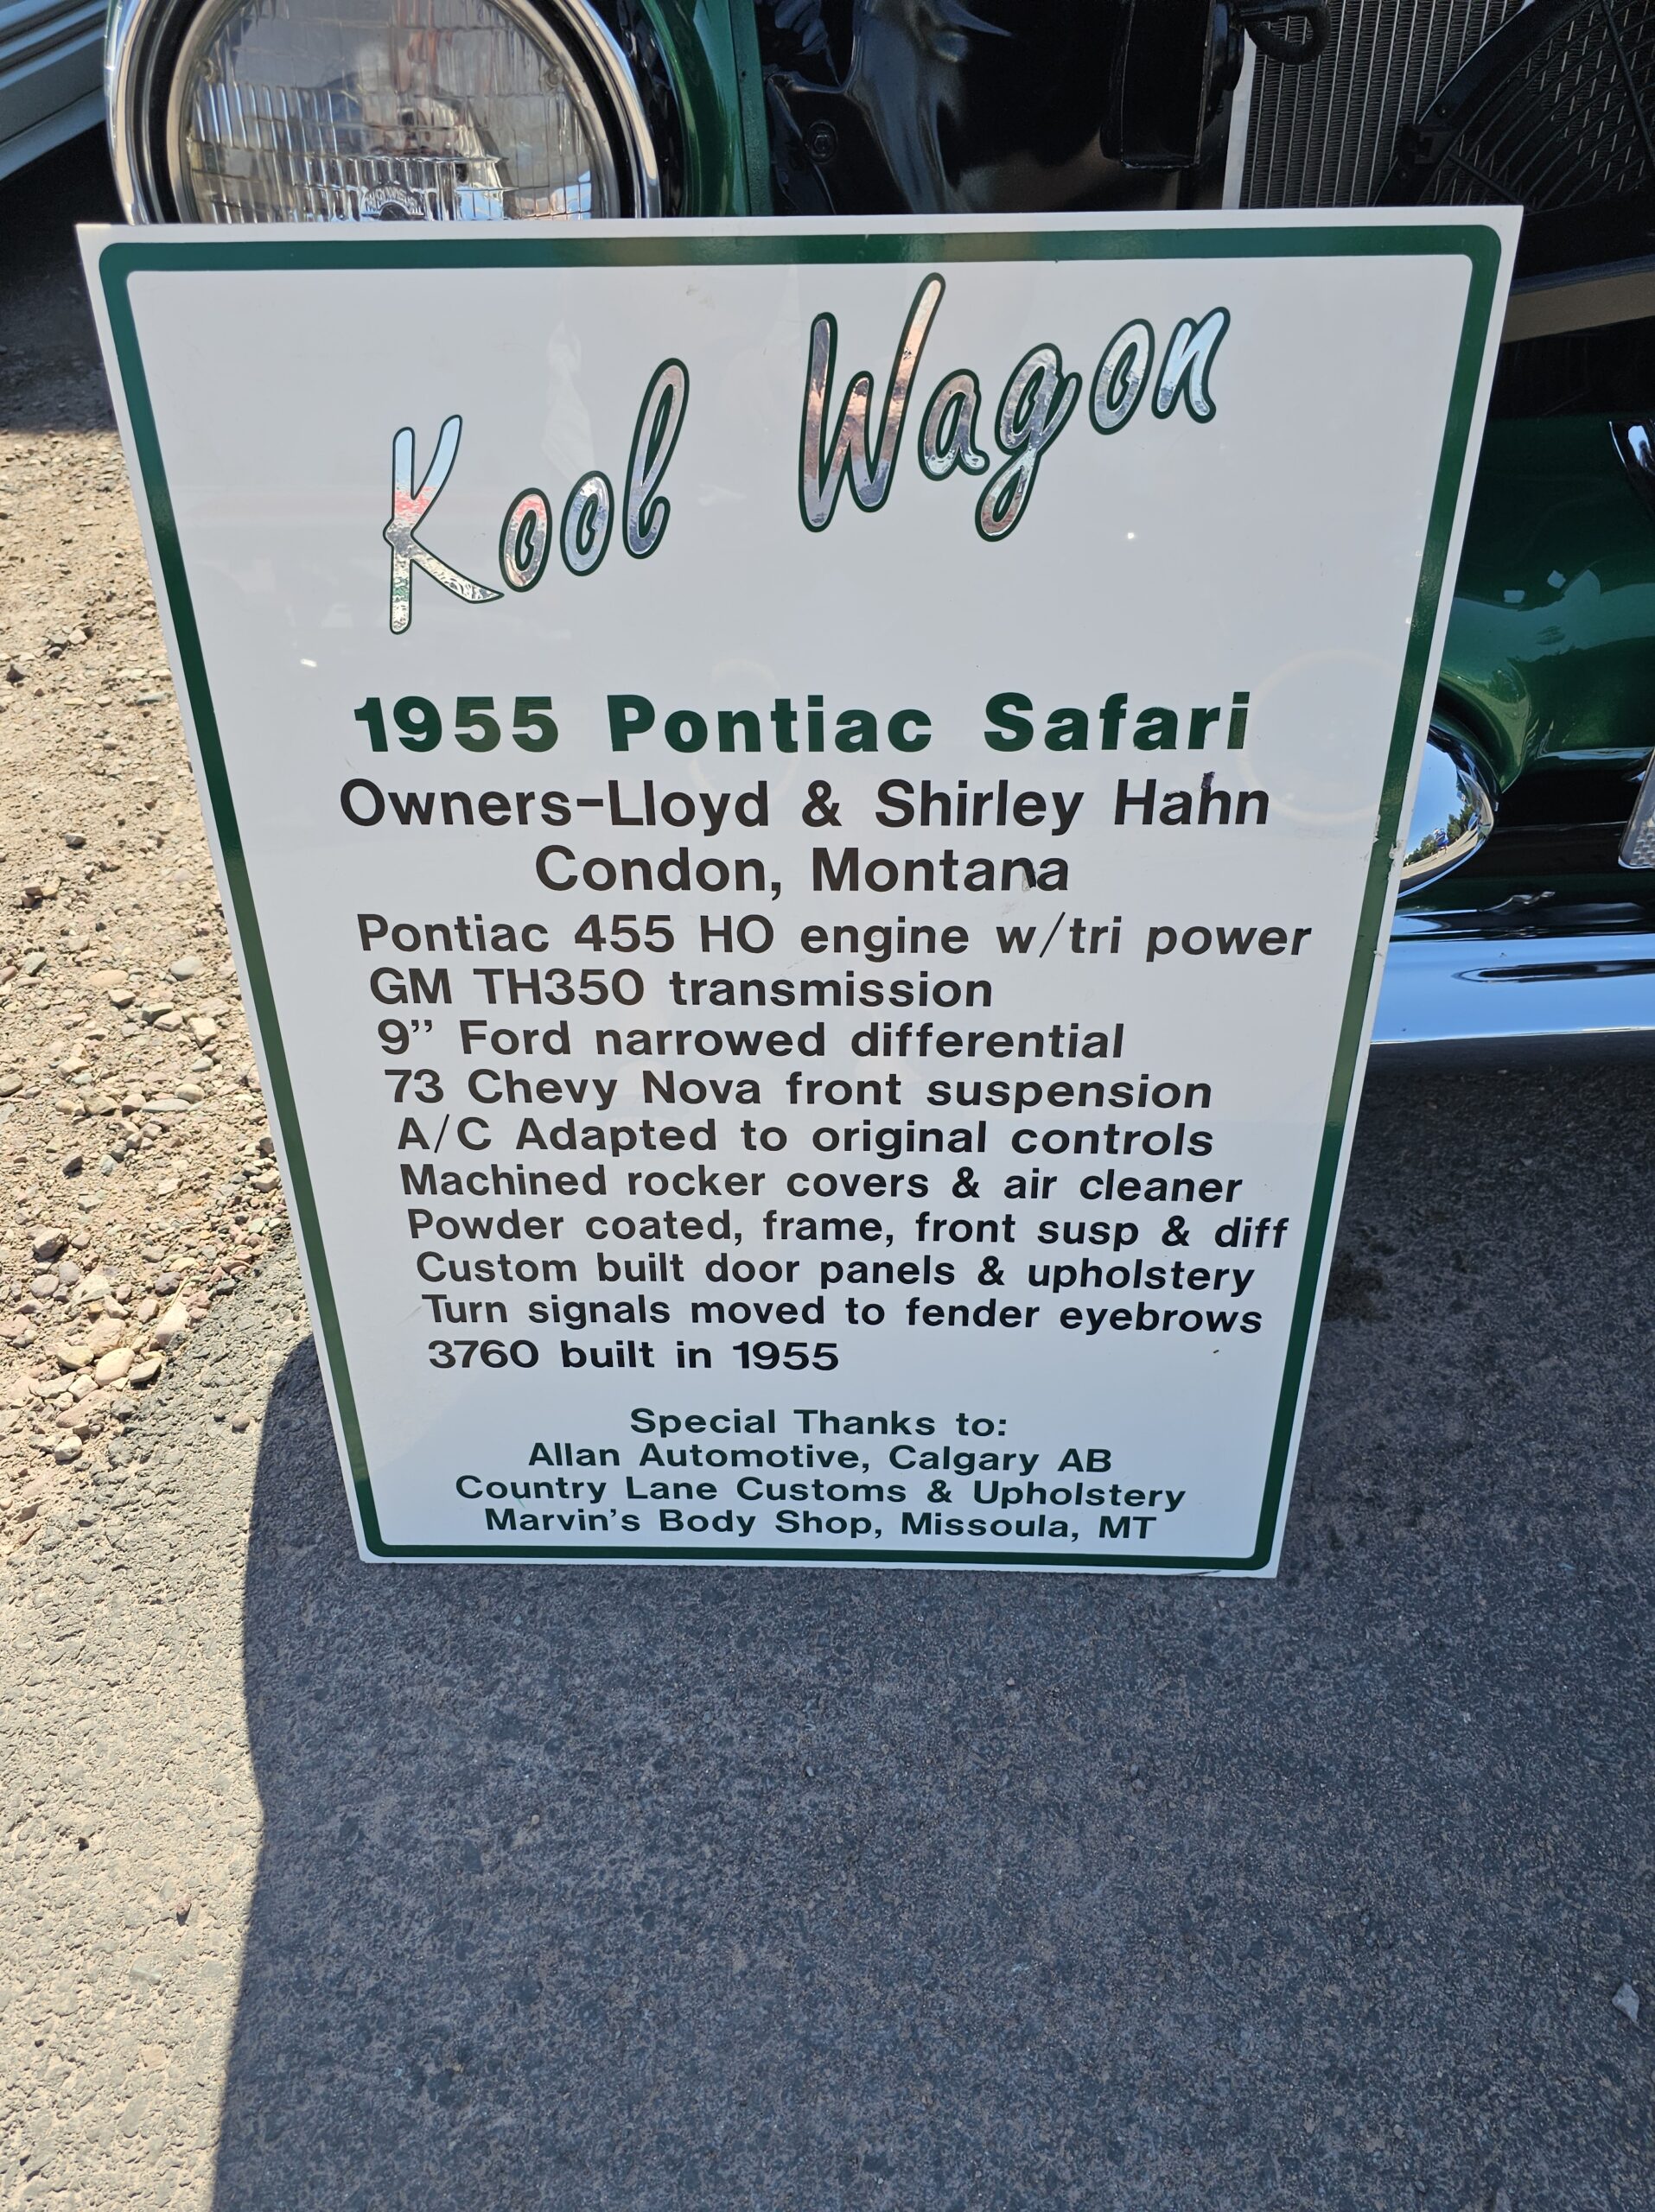 Kool Wagon
1955 Pontiac Safari
Owners-Lloyd & Shirley Hahn
Condon, Montana
Pontiac 455 HO engine w/tri power
GM TH350 transmission
9” Ford narrowed differential
73 Chevy Nova front suspension
A/C Adapted to original controls
Machined rocker covers & air cleaner
Powder coated, frame, front susp & diff
Custom built door panels & upholstery
Turn signals moved to fender eyebrows
3760 built in 1955
Special Thanks to:
Allan Automotive, Calgary AB
Country Lane Customs & Upholstery
Marvin's Body Shop, Missoula, MT